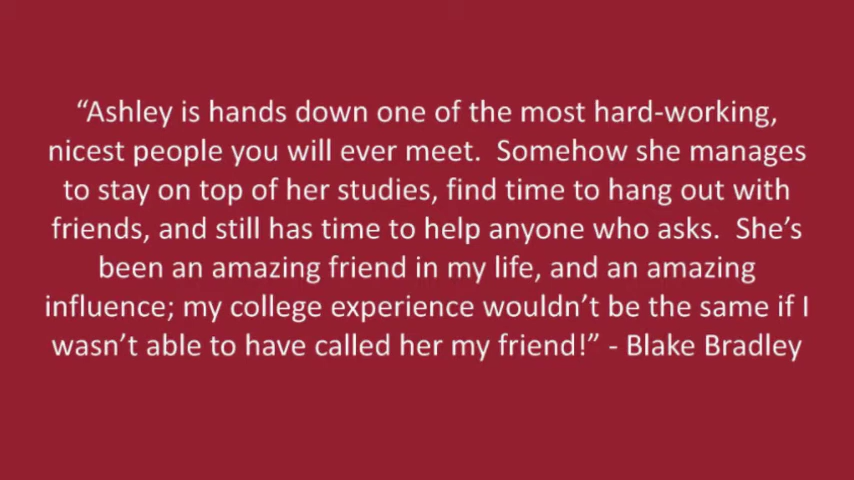 “Ashley is hands down one of the most hard-working,
nicest people you will ever meet.  Somehow she manages
to stay on top of her studies, find time to hang out with
friends, and still has time to help anyone who asks.  She’s
been an amazing friend in my life, and an amazing
influence; my college experience wouldn’t be the same if I
wasn’t able to have called her my friend!” - Blake Bradley